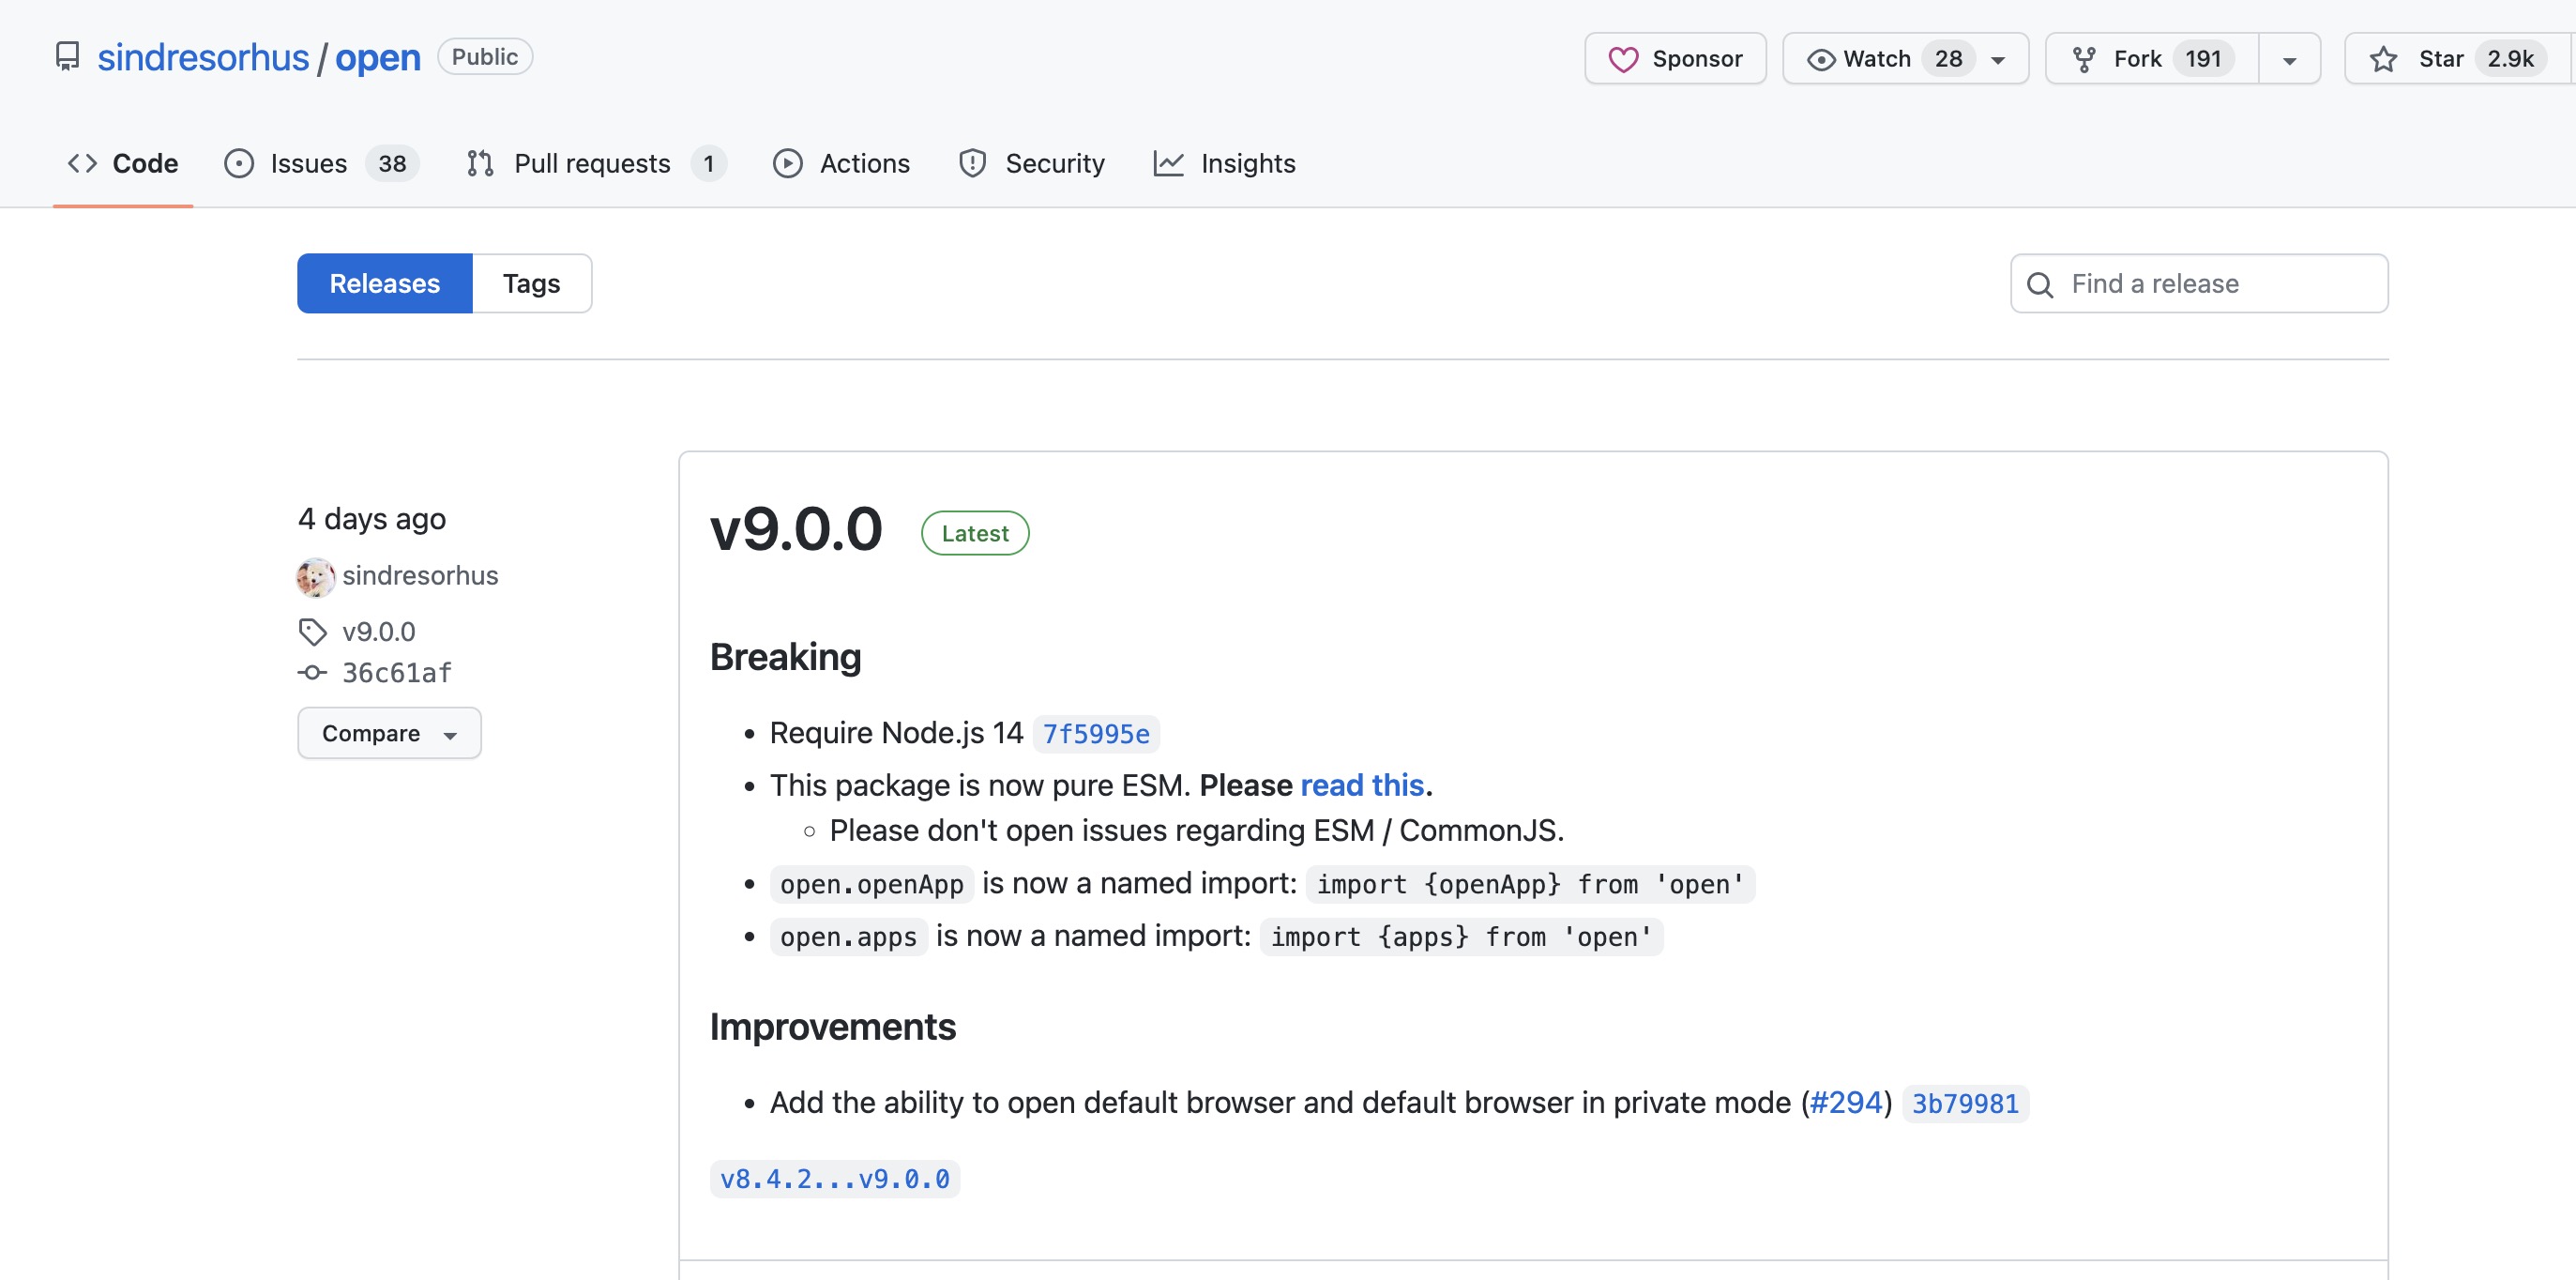 sindresorhus / open Public
Sponsor Watch 28 Fork 191 Star 2.9k
Code Issues 38 Pull requests 1 Actions Security Insights
Releases Tags
Find a release
4 days ago
sindresorhus
v9.0.0
36c61af
Compare
v9.0.0 Latest
Breaking
• Require Node.js 14 7f5995e
• This package is now pure ESM. Please read this.
◦ Please don't open issues regarding ESM / CommonJS.
• open.openApp is now a named import: import {openApp} from 'open'
• open.apps is now a named import: import {apps} from 'open'
Improvements
• Add the ability to open default browser and default browser in private mode (#294) 3b79981
v8.4.2...v9.0.0